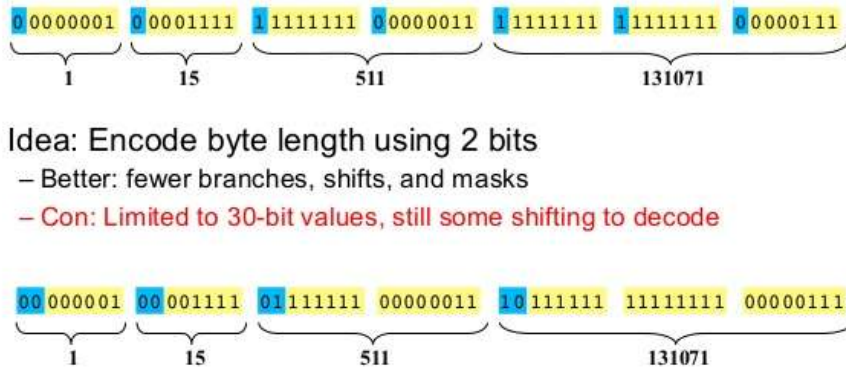 0 0000001 0 0001111 1 1111111 0 0000011 1 1111111 1 1111111 0 0000111
1 15 511 131071
Idea: Encode byte length using 2 bits
– Better: fewer branches, shifts, and masks
– Con: Limited to 30-bit values, still some shifting to decode
00 000001 00 001111 01 111111 00000011 10 111111 11111111 00000111
1 15 511 131071